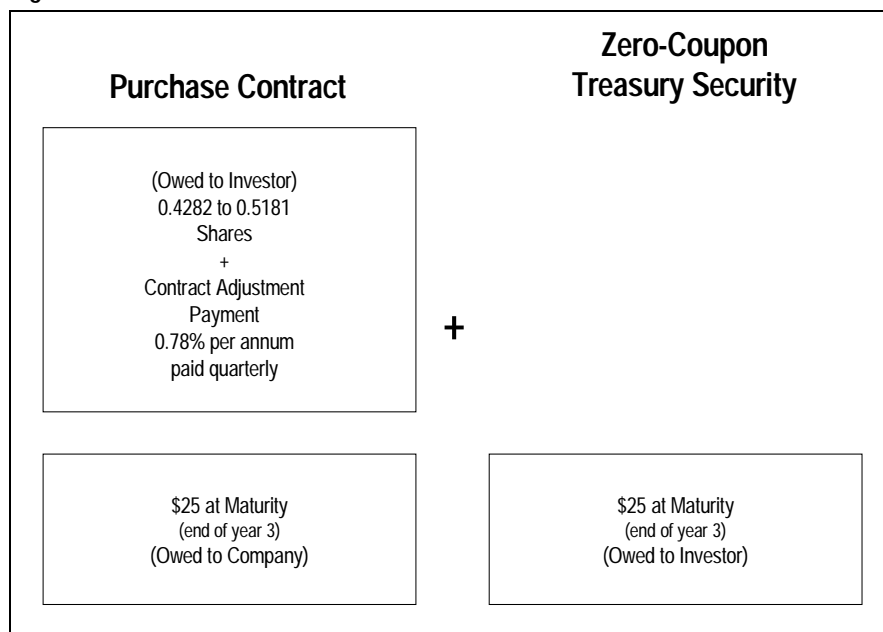 Purchase Contract
Zero-Coupon
Treasury Security
(Owed to Investor)
0.4282 to 0.5181
Shares
+
Contract Adjustment
Payment
0.78% per annum
paid quarterly
+
$25 at Maturity
(end of year 3)
(Owed to Company)
$25 at Maturity
(end of year 3)
(Owed to Investor)